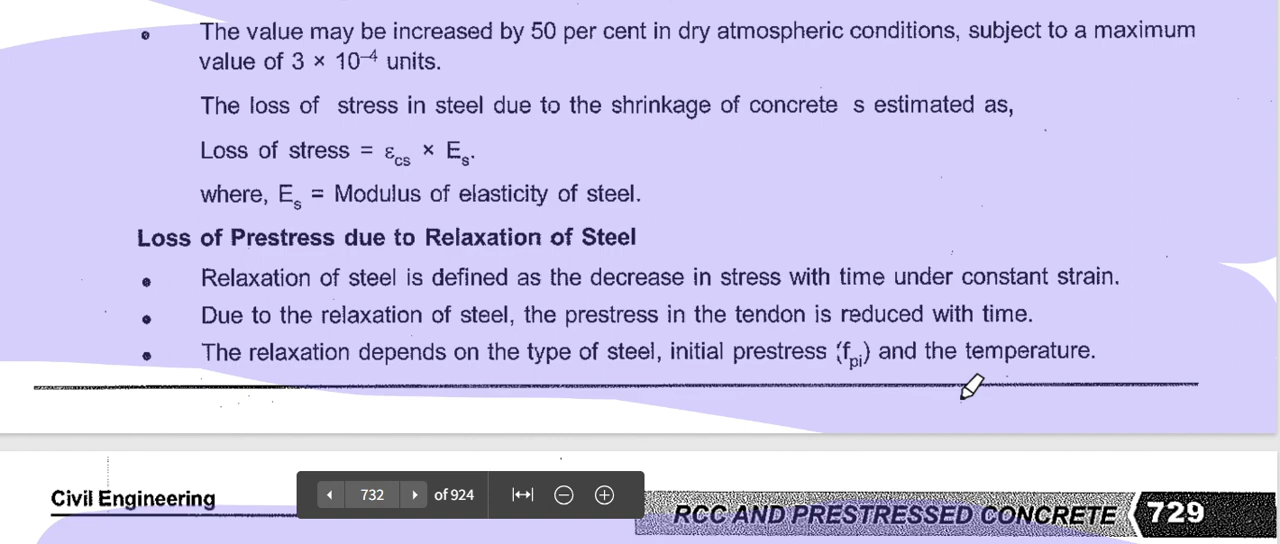 The value may be increased by 50 per cent in dry atmospheric conditions, subject to a maximum
value of 3 × 10⁻⁴ units.
The loss of stress in steel due to the shrinkage of concrete s estimated as,
Loss of stress = εcs × Es.
where, Es = Modulus of elasticity of steel.
Loss of Prestress due to Relaxation of Steel
• Relaxation of steel is defined as the decrease in stress with time under constant strain.
• Due to the relaxation of steel, the prestress in the tendon is reduced with time.
• The relaxation depends on the type of steel, initial prestress (fpi) and the temperature.
732 of 924
Civil Engineering
RCC AND PRESTRESSED CONCRETE 729